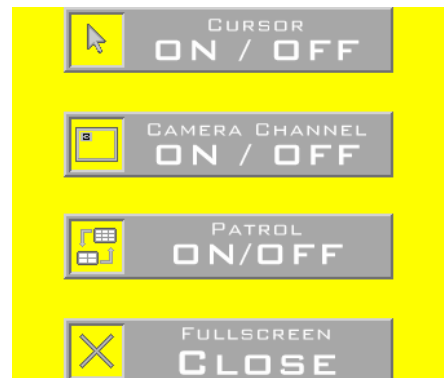 CURSOR
ON / OFF
CAMERA CHANNEL
ON / OFF
PATROL
ON/OFF
FULLSCREEN
CLOSE